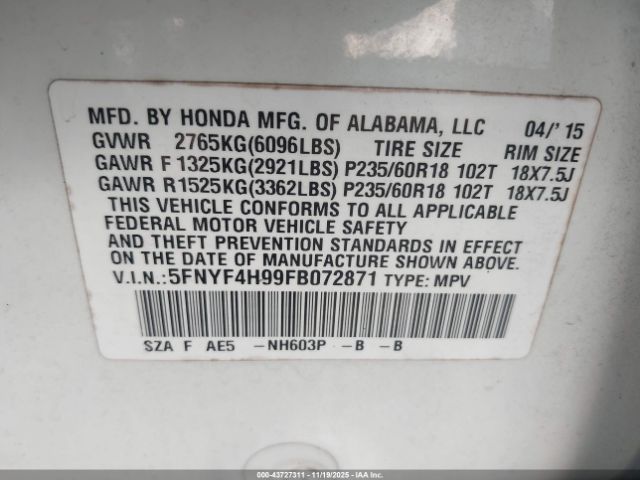 MFD. BY HONDA MFG. OF ALABAMA, LLC 04/' 15
GVWR 2765KG(6096LBS) TIRE SIZE RIM SIZE
GAWR F 1325KG(2921LBS) P235/60R18 102T 18X7.5J
GAWR R1525KG(3362LBS) P235/60R18 102T 18X7.5J
THIS VEHICLE CONFORMS TO ALL APPLICABLE
FEDERAL MOTOR VEHICLE SAFETY
AND THEFT PREVENTION STANDARDS IN EFFECT
ON THE DATE OF MANUFACTURE SHOWN ABOVE.
V.I.N.:5FNYF4H99FB072871 TYPE: MPV
SZA F AE5 -NH603P -B -B
000-43727311 - 11/19/2025 - IAAI.COM